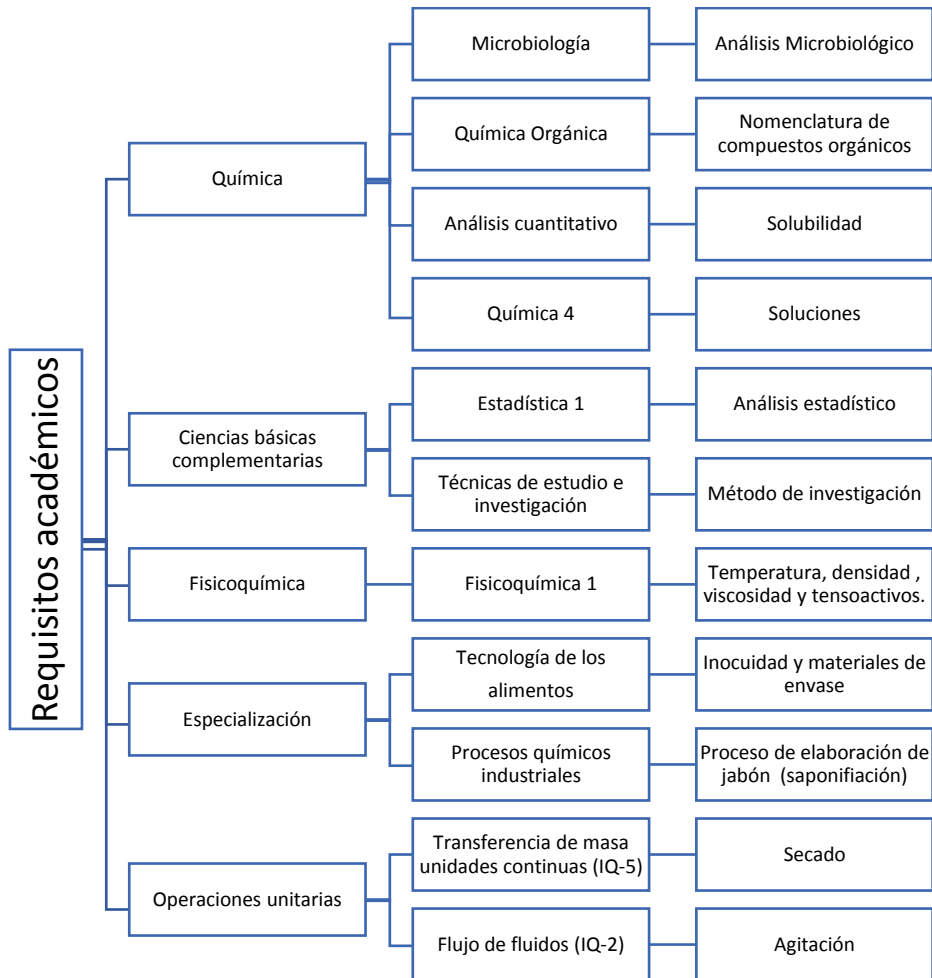 Requisitos académicos
Química
Microbiología
Análisis Microbiológico
Química Orgánica
Nomenclatura de
compuestos orgánicos
Análisis cuantitativo
Solubilidad
Química 4
Soluciones
Ciencias básicas
complementarias
Estadística 1
Análisis estadístico
Técnicas de estudio e
investigación
Método de investigación
Fisicoquímica
Fisicoquímica 1
Temperatura, densidad ,
viscosidad y tensoactivos.
Especialización
Tecnología de los
alimentos
Inocuidad y materiales de
envase
Procesos químicos
industriales
Proceso de elaboración de
jabón (saponifiación)
Operaciones unitarias
Transferencia de masa
unidades continuas (IQ-5)
Secado
Flujo de fluidos (IQ-2)
Agitación